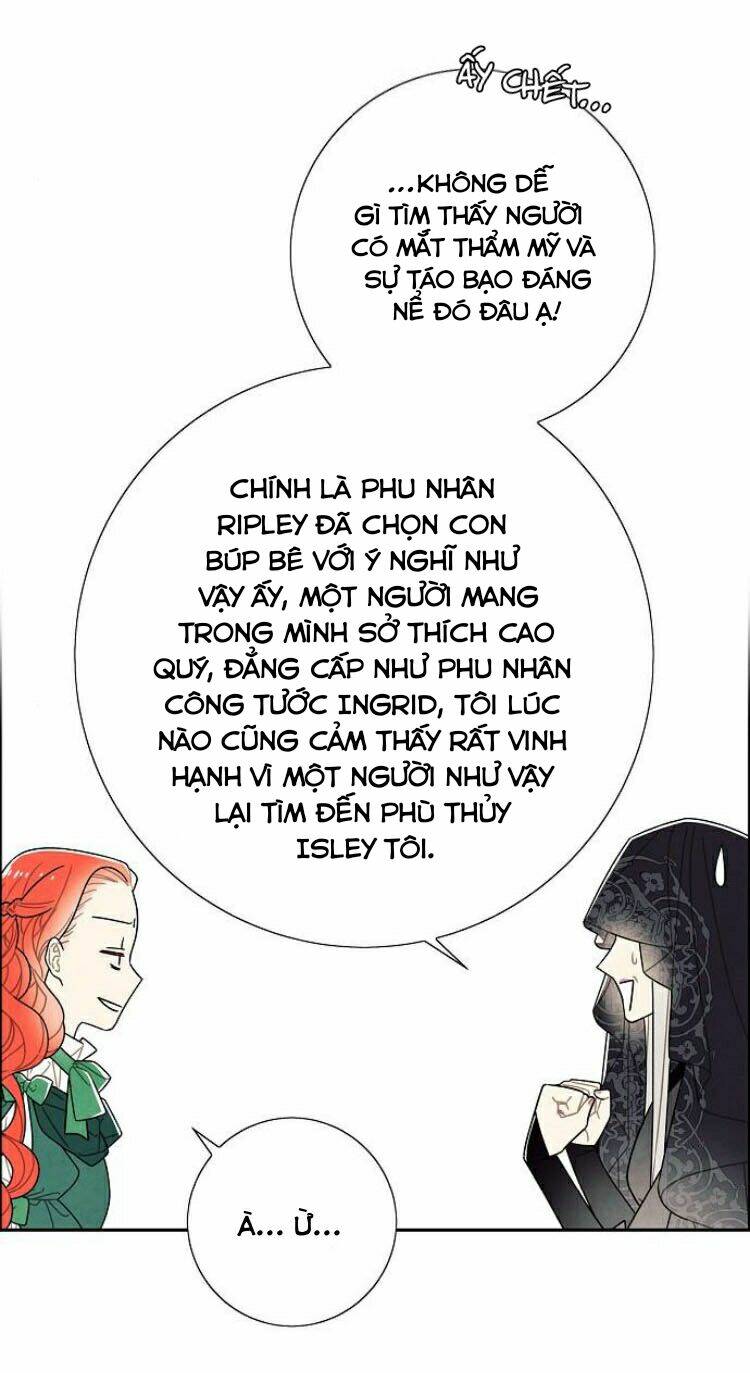 ẤY CHẾT...
...KHÔNG DỄ
GÌ TÌM THẤY NGƯỜI
CÓ MẮT THẨM MỸ VÀ
SỰ TÁO BẠO ĐÁNG
NỂ ĐÓ ĐÂU Ạ!
CHÍNH LÀ PHU NHÂN
RIPLEY ĐÃ CHỌN CON
BÚP BÊ VỚI Ý NGHĨ NHƯ
VẬY ẤY, MỘT NGƯỜI MANG
TRONG MÌNH SỞ THÍCH CAO
QUÝ, ĐẲNG CẤP NHƯ PHU NHÂN
CÔNG TƯỚC INGRID, TÔI LÚC
NÀO CŨNG CẢM THẤY RẤT VINH
HẠNH VÌ MỘT NGƯỜI NHƯ VẬY
LẠI TÌM ĐẾN PHÙ THỦY
ISLEY TÔI.
À... Ừ...